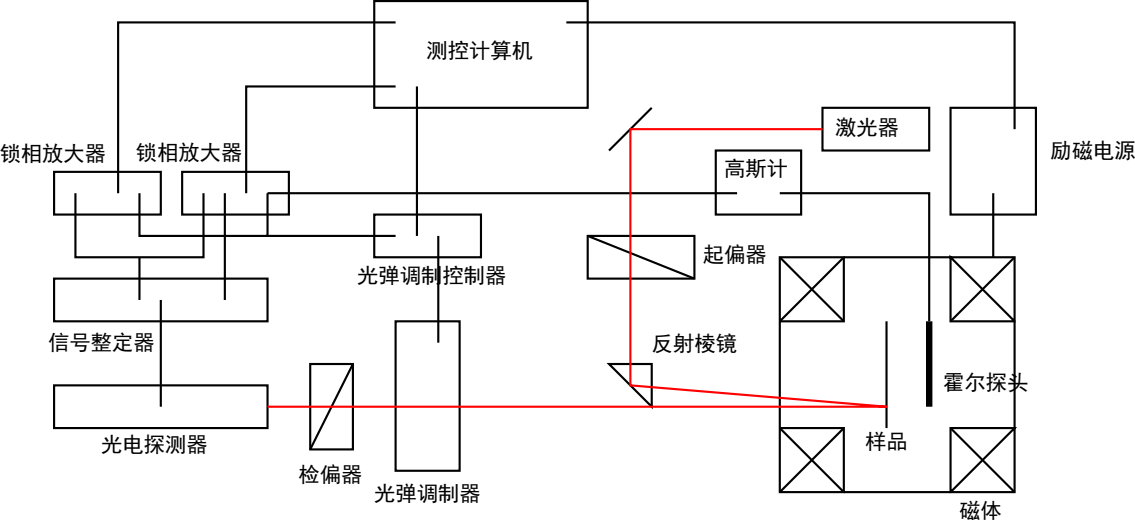 测控计算机
激光器
锁相放大器
锁相放大器
励磁电源
高斯计
起偏器
光弹调制控制器
信号整定器
反射棱镜
霍尔探头
光电探测器
样品
检偏器
光弹调制器
磁体